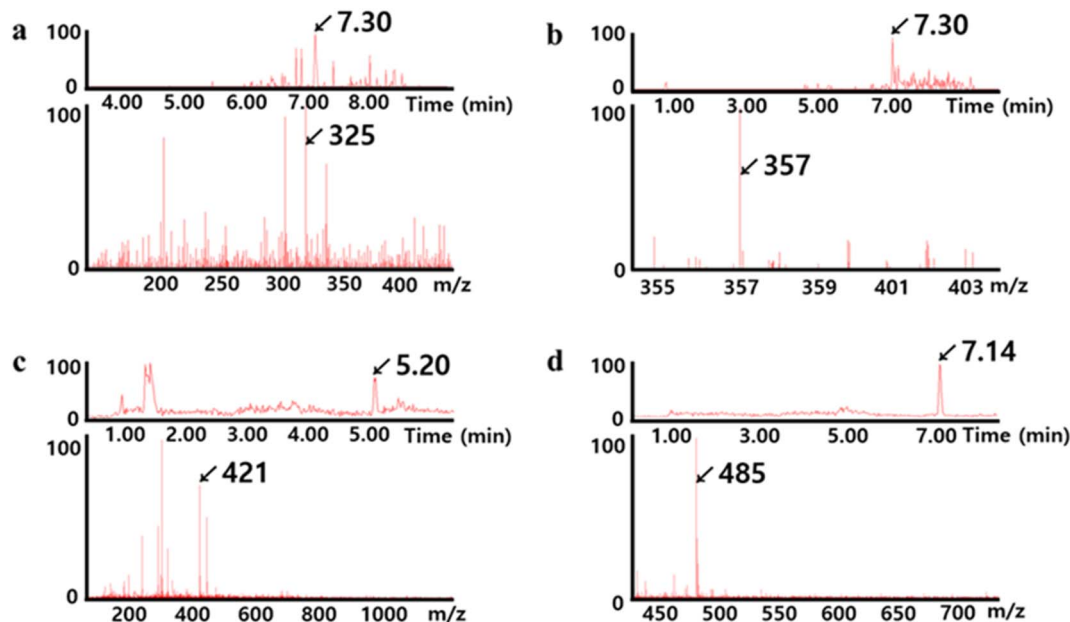 a
100
7.30
0
4.00 5.00 6.00 7.00 8.00 Time (min)
100
325
0
200 250 300 350 400 m/z
b
100
7.30
0
1.00 3.00 5.00 7.00 Time (min)
100
357
0
355 357 359 401 403 m/z
c
100
5.20
0
1.00 2.00 3.00 4.00 5.00 Time (min)
100
421
0
200 400 600 800 1000 m/z
d
100
7.14
0
1.00 3.00 5.00 7.00 Time (min)
100
485
0
450 500 550 600 650 700 m/z